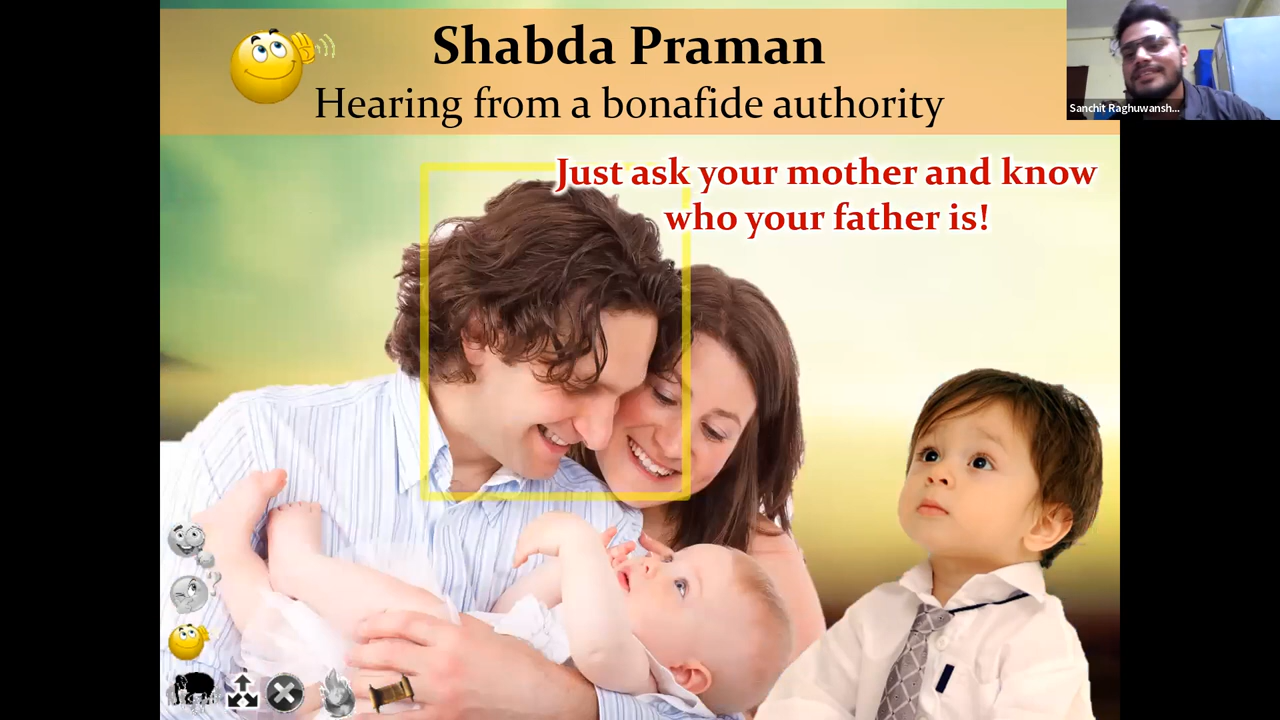 Shabda Praman
Hearing from a bonafide authority
Sanchit Raghuwansh...
Just ask your mother and know
who your father is!